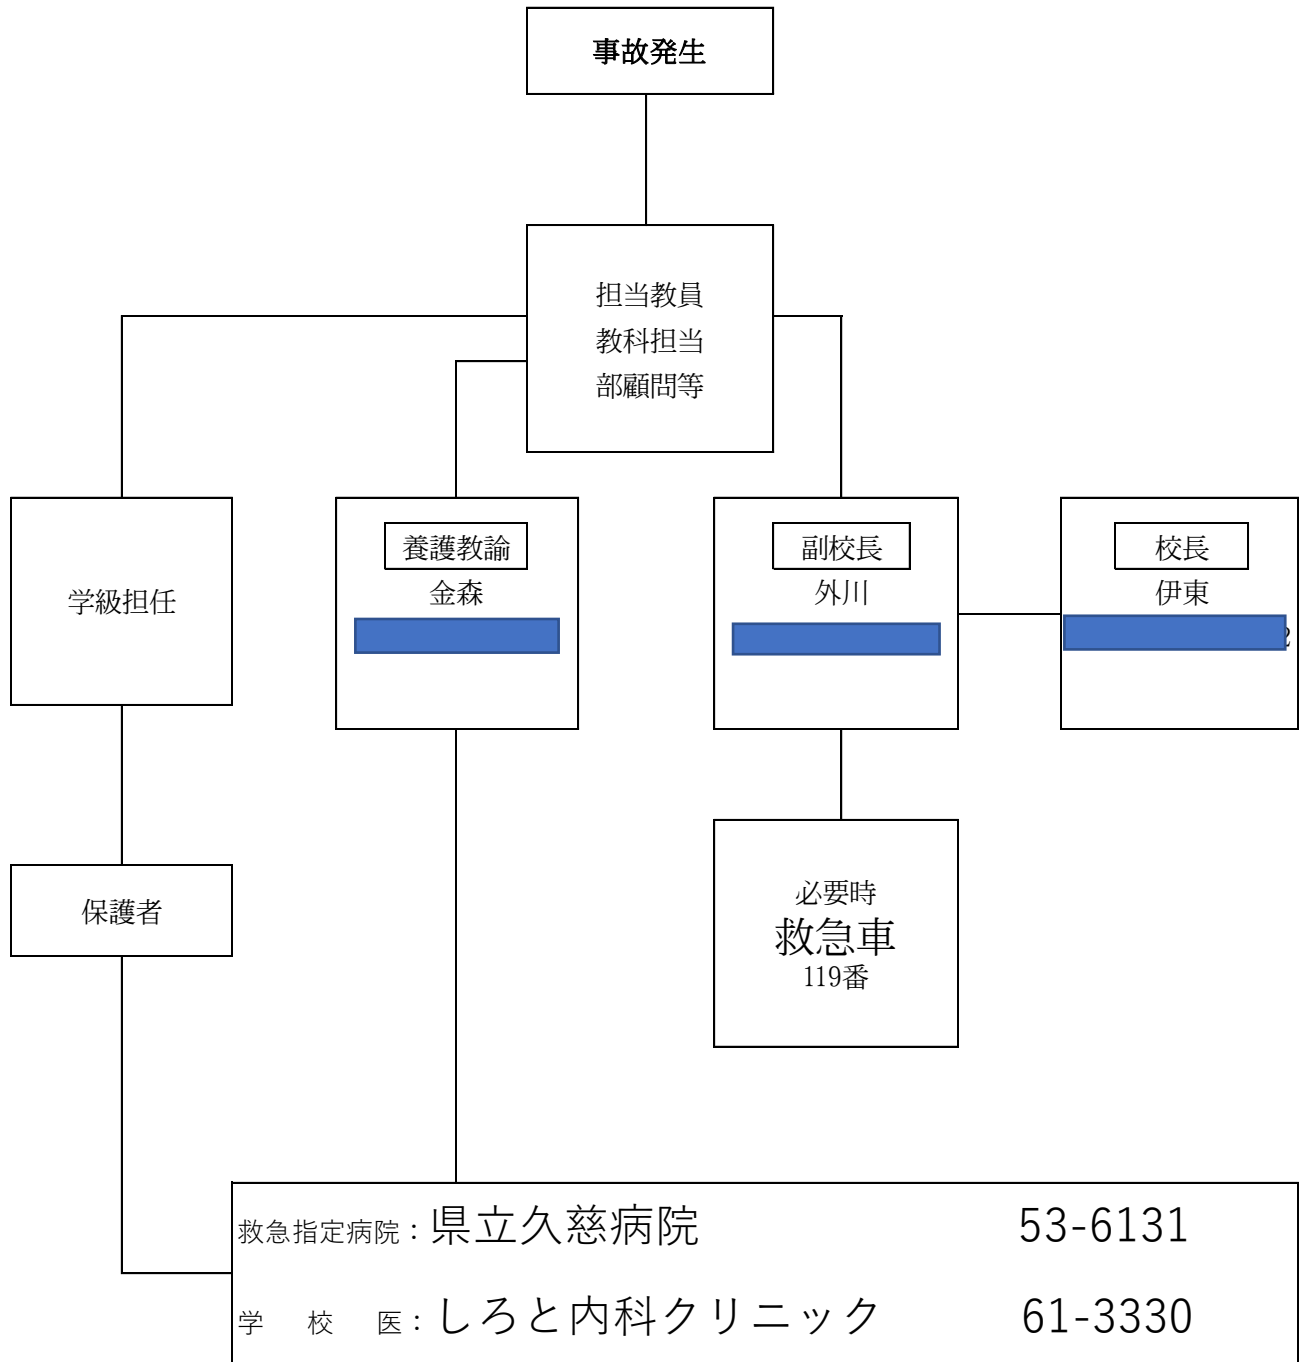 事故発生
担当教員
教科担当
部顧問等
学級担任
養護教諭
金森
副校長
外川
校長
伊東
保護者
必要時
救急車
119番
救急指定病院：県立久慈病院 53-6131
学 校 医：しろと内科クリニック 61-3330